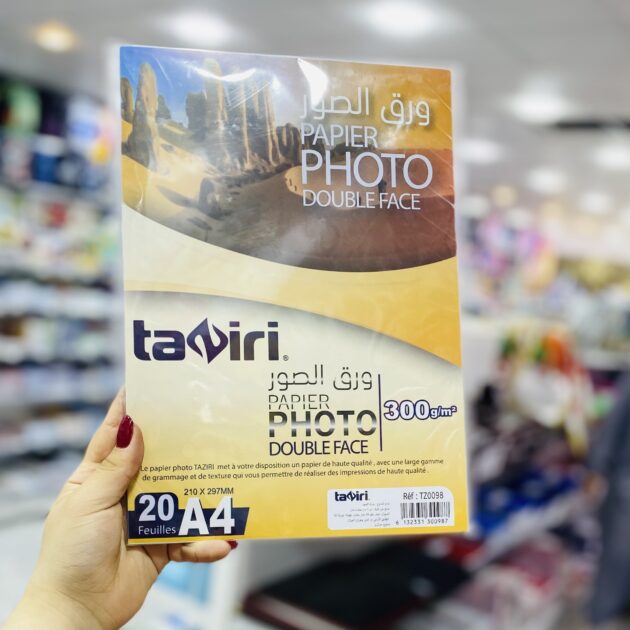 ورق الصور
PAPIER
PHOTO
DOUBLE FACE
taziri®
ورق الصور
PAPIER
PHOTO
DOUBLE FACE
300g/m²
Le papier photo TAZIRI met à votre disposition un papier de haute qualité, avec une large gamme
de grammage et de texture qui vous permettre de réaliser des impressions de haute qualité.
210 X 297MM
20
Feuilles
A4
taziri
Réf : TZ0098
6 132331 300987